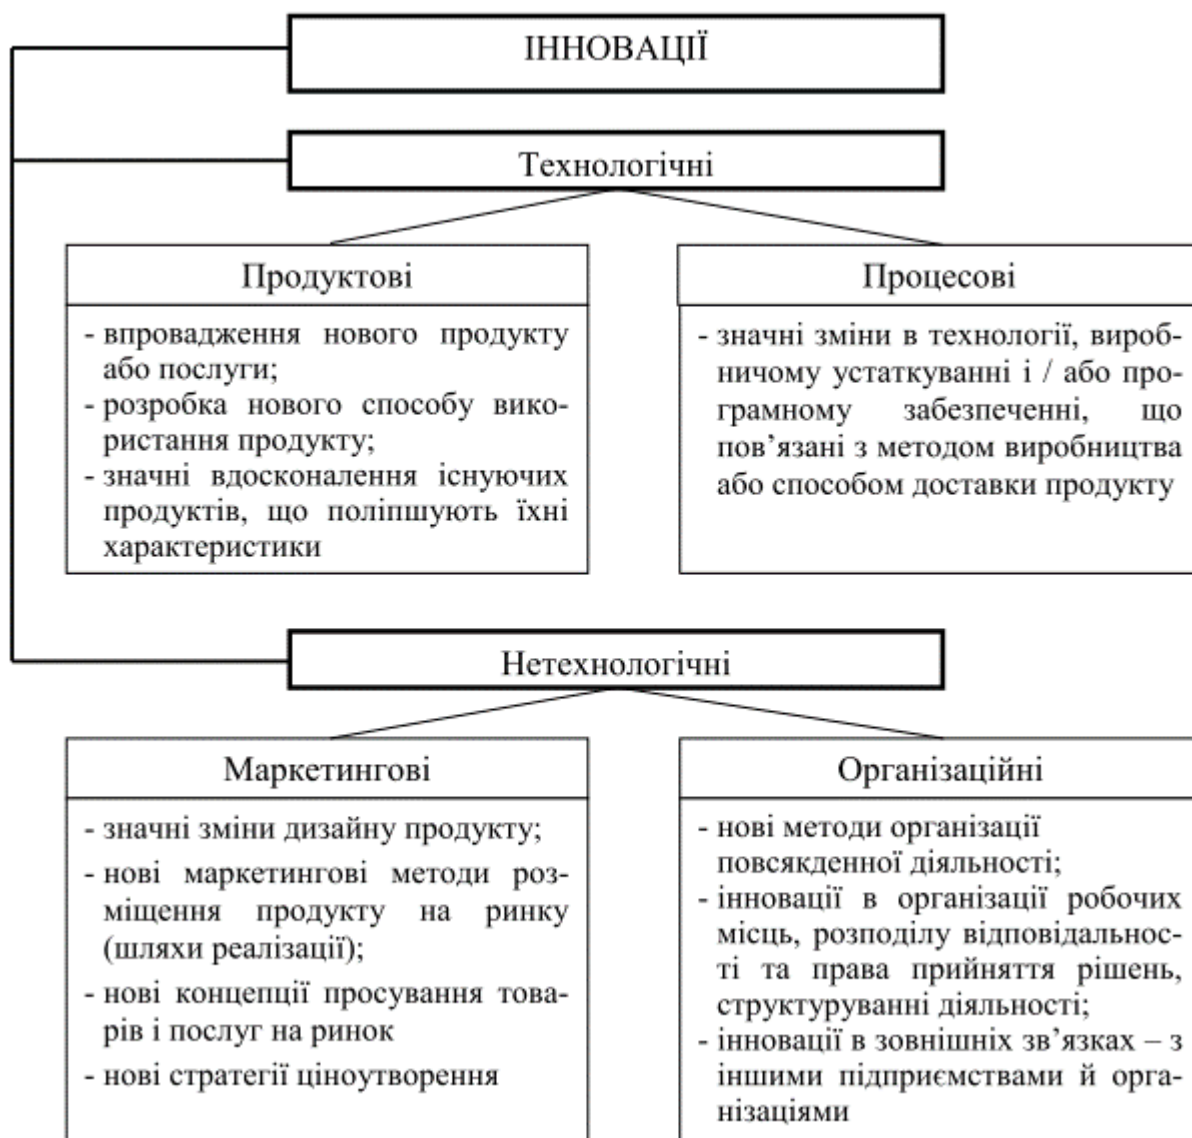 ІННОВАЦІЇ
Технологічні
Продуктові
- впровадження нового продукту
або послуги;
- розробка нового способу вико-
ристання продукту;
- значні вдосконалення існуючих
продуктів, що поліпшують їхні
характеристики
Процесові
- значні зміни в технології, вироб-
ничому устаткуванні і / або про-
грамному забезпеченні, що
пов’язані з методом виробництва
або способом доставки продукту
Нетехнологічні
Маркетингові
- значні зміни дизайну продукту;
- нові маркетингові методи роз-
міщення продукту на ринку
(шляхи реалізації);
- нові концепції просування това-
рів і послуг на ринок
- нові стратегії ціноутворення
Організаційні
- нові методи організації
повсякденної діяльності;
- інновації в організації робочих
місць, розподілу відповідальнос-
ті та права прийняття рішень,
структуруванні діяльності;
- інновації в зовнішніх зв’язках – з
іншими підприємствами й орга-
нізаціями